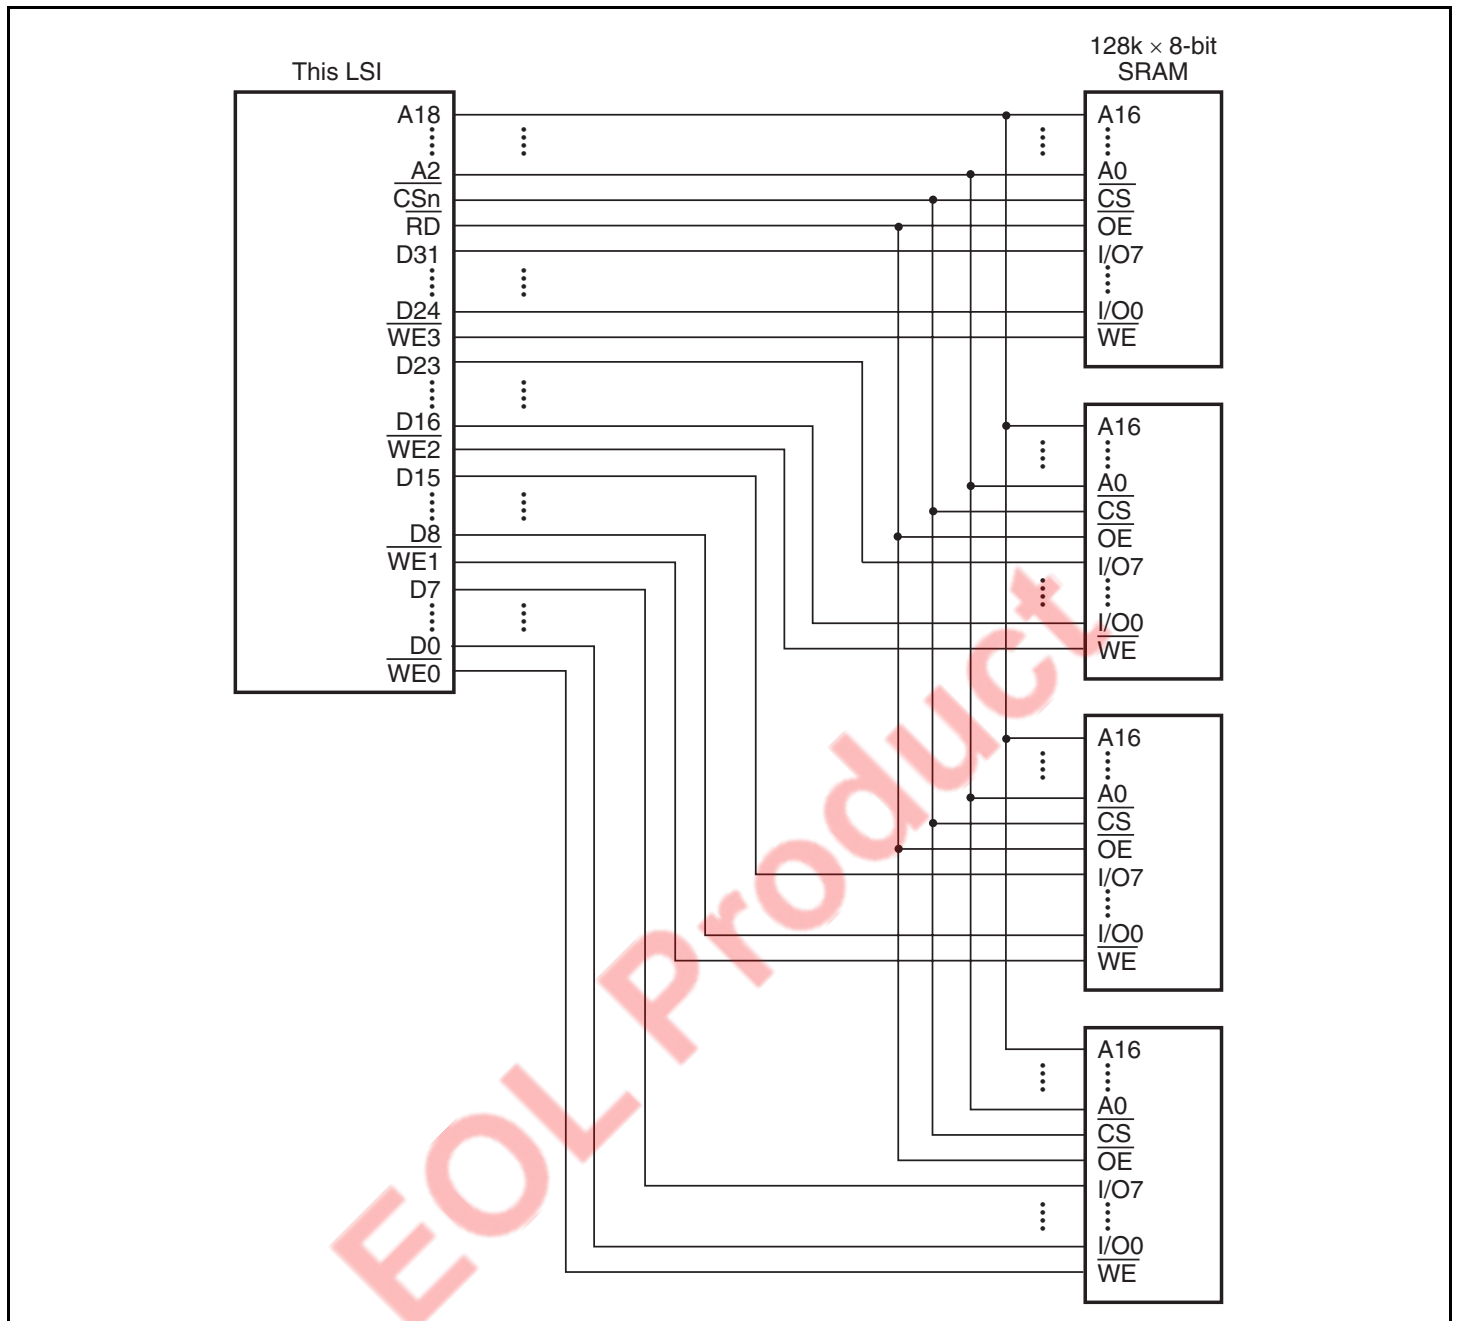 This LSI
128k × 8-bit
SRAM
A18
A2
CSn
RD
D31
D24
WE3
D23
D16
WE2
D15
D8
WE1
D7
D0
WE0
A16
A0
CS
OE
I/O7
I/O0
WE
A16
A0
CS
OE
I/O7
I/O0
WE
A16
A0
CS
OE
I/O7
I/O0
WE
A16
A0
CS
OE
I/O7
I/O0
WE
EOL Product